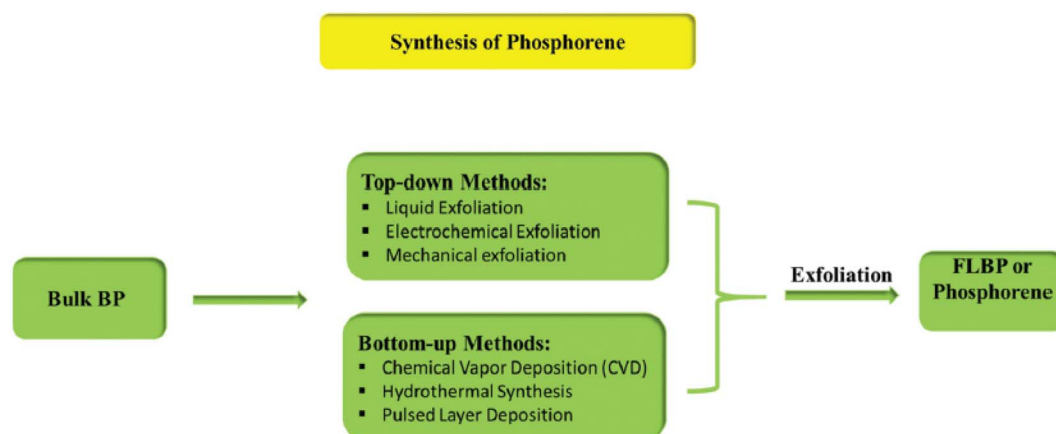 Synthesis of Phosphorene
Top-down Methods:
▪ Liquid Exfoliation
▪ Electrochemical Exfoliation
▪ Mechanical exfoliation
Bulk BP
Exfoliation
FLBP or
Phosphorene
Bottom-up Methods:
▪ Chemical Vapor Deposition (CVD)
▪ Hydrothermal Synthesis
▪ Pulsed Layer Deposition